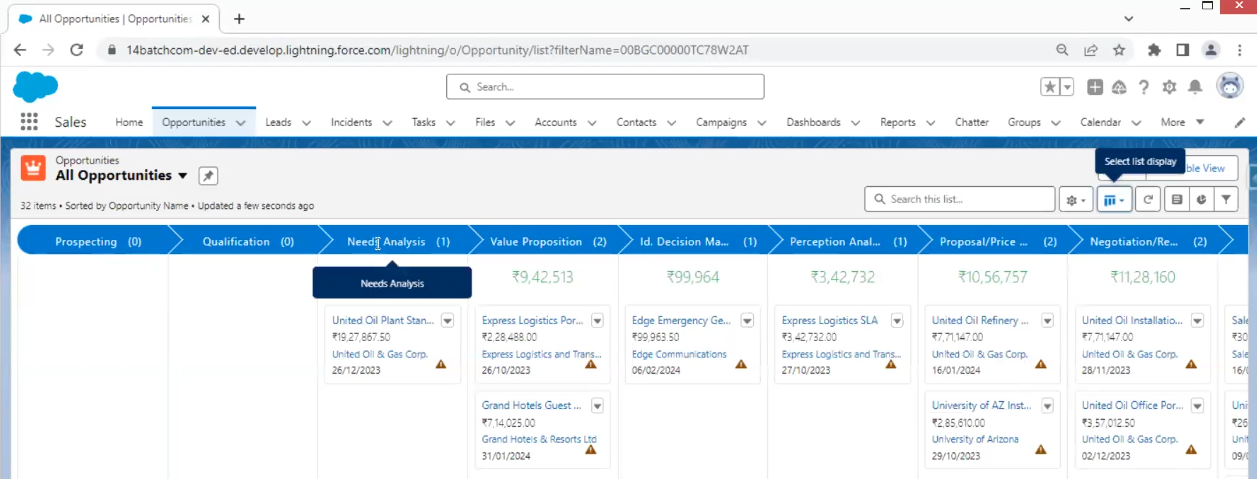 All Opportunities | Opportunities
14batchcom-dev-ed.develop.lightning.force.com/lightning/o/Opportunity/list?filterName=00BGC00000TC78W2AT
Search...
Sales Home Opportunities Leads Incidents Tasks Files Accounts Contacts Campaigns Dashboards Reports Chatter Groups Calendar More
Opportunities
All Opportunities
Select list display
View
32 items • Sorted by Opportunity Name • Updated a few seconds ago
Search this list...
Prospecting (0) Qualification (0) Needs Analysis (1) Value Proposition (2) Id. Decision Ma... (1) Perception Anal... (1) Proposal/Price ... (2) Negotiation/Re... (2)
Needs Analysis
₹9,42,513 ₹99,964 ₹3,42,732 ₹10,56,757 ₹11,28,160
United Oil Plant Stan... Express Logistics Por... Edge Emergency Ge... Express Logistics SLA United Oil Refinery ... United Oil Installatio...
₹19,27,867.50 ₹2,28,488.00 ₹99,963.50 ₹3,42,732.00 ₹7,71,147.00 ₹7,71,147.00
United Oil & Gas Corp. Express Logistics and Trans... Edge Communications Express Logistics and Trans... United Oil & Gas Corp. United Oil & Gas Corp.
26/12/2023 26/10/2023 06/02/2024 27/10/2023 16/01/2024 28/11/2023
Grand Hotels Guest ... University of AZ Inst... United Oil Office Por...
₹7,14,025.00 ₹2,85,610.00 ₹3,57,012.50
Grand Hotels & Resorts Ltd University of Arizona United Oil & Gas Corp.
31/01/2024 29/10/2023 02/12/2023